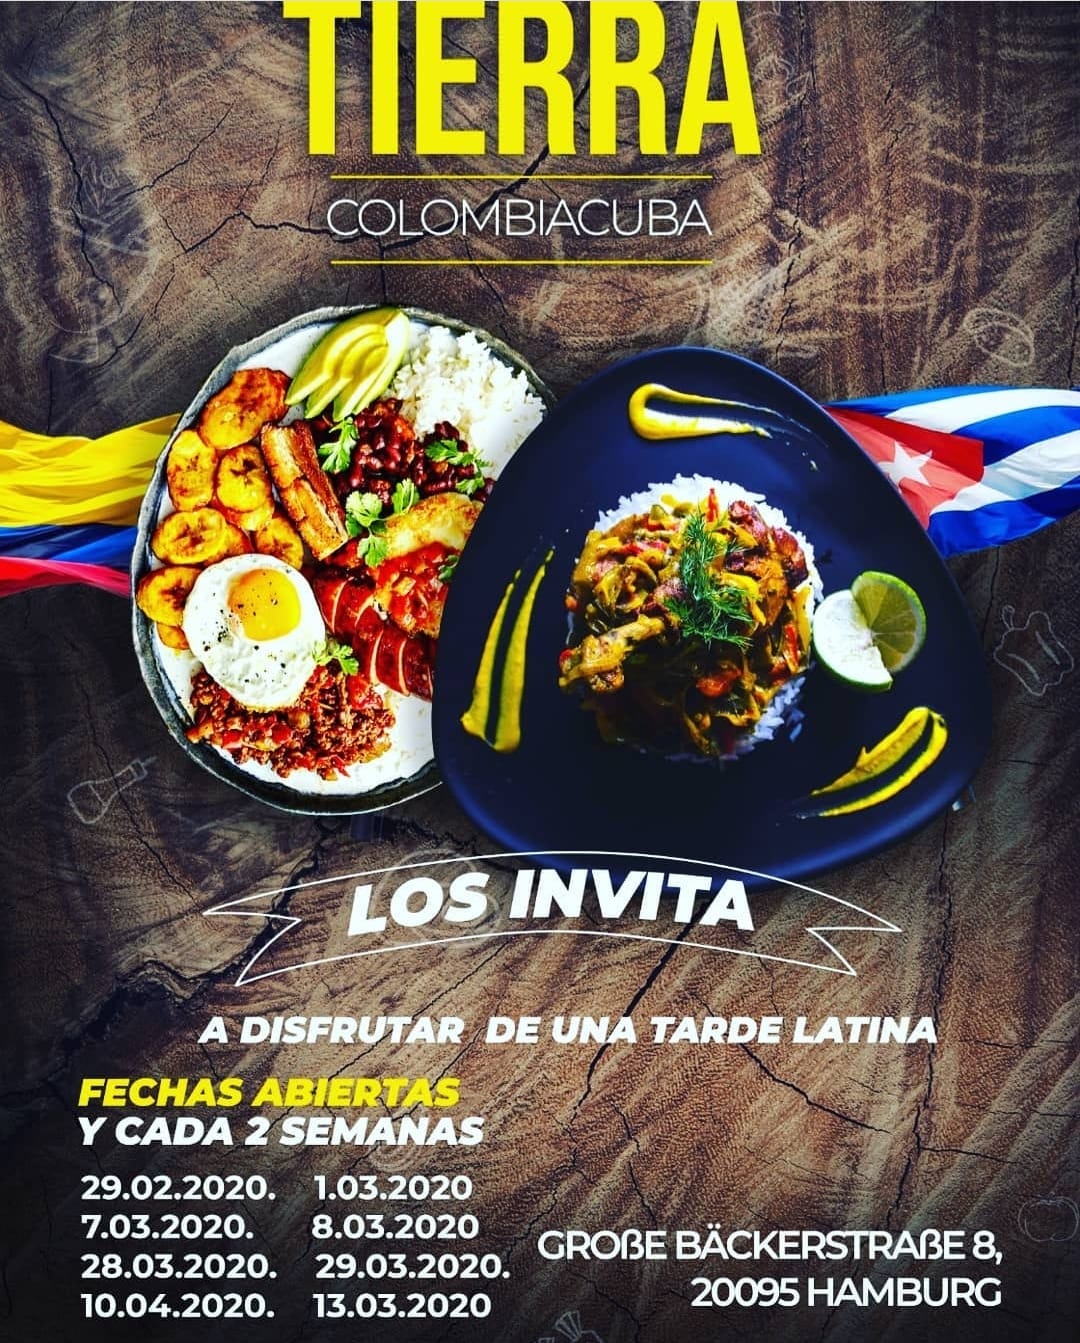 TIERRA
COLOMBIACUBA
LOS INVITA
A DISFRUTAR DE UNA TARDE LATINA
FECHAS ABIERTAS
Y CADA 2 SEMANAS
29.02.2020. 1.03.2020
7.03.2020. 8.03.2020
28.03.2020. 29.03.2020.
10.04.2020. 13.03.2020
GROßE BÄCKERSTRAßE 8,
20095 HAMBURG